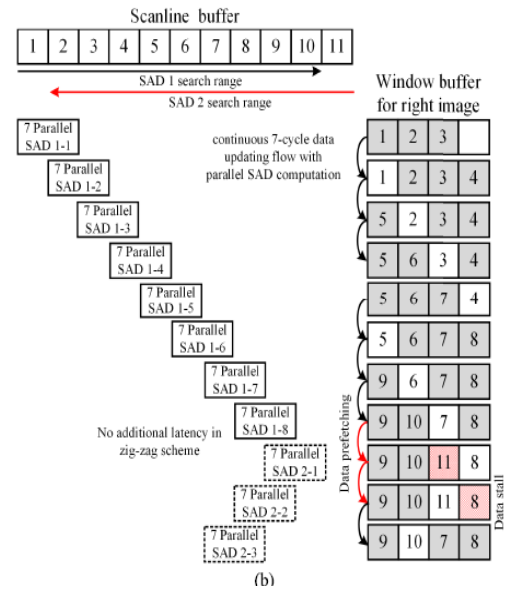 Scanline buffer
1 2 3 4 5 6 7 8 9 10 11
SAD 1 search range
SAD 2 search range
Window buffer
for right image
continuous 7-cycle data
updating flow with
parallel SAD computation
7 Parallel
SAD 1-1
7 Parallel
SAD 1-2
7 Parallel
SAD 1-3
7 Parallel
SAD 1-4
7 Parallel
SAD 1-5
7 Parallel
SAD 1-6
7 Parallel
SAD 1-7
7 Parallel
SAD 1-8
No additional latency in
zig-zag scheme
7 Parallel
SAD 2-1
7 Parallel
SAD 2-2
7 Parallel
SAD 2-3
1 2 3
1 2 3 4
5 2 3 4
5 6 3 4
5 6 7 4
5 6 7 8
9 6 7 8
9 10 7 8
9 10 11 8
9 10 11 8
9 10 7 8
Data prefetching
Data stall
(b)